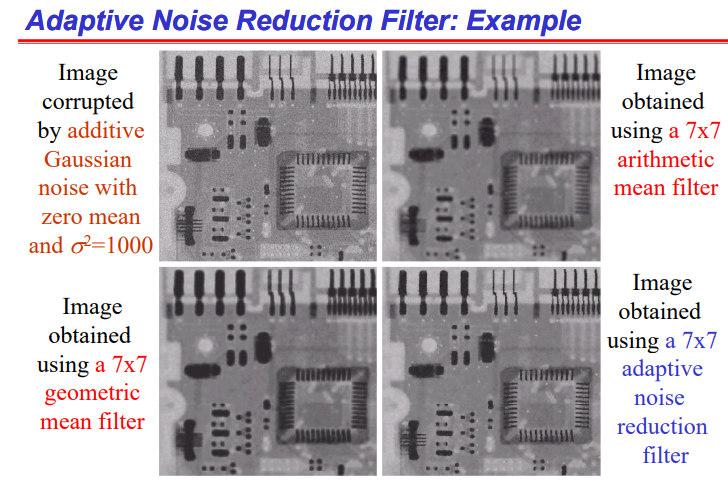 Adaptive Noise Reduction Filter: Example
Image
corrupted
by additive
Gaussian
noise with
zero mean
and σ²=1000
Image
obtained
using a 7x7
arithmetic
mean filter
Image
obtained
using a 7x7
geometric
mean filter
Image
obtained
using a 7x7
adaptive
noise
reduction
filter